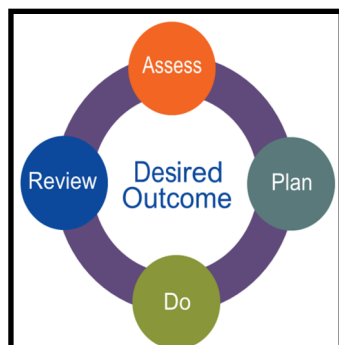 Assess
Review
Desired
Outcome
Plan
Do